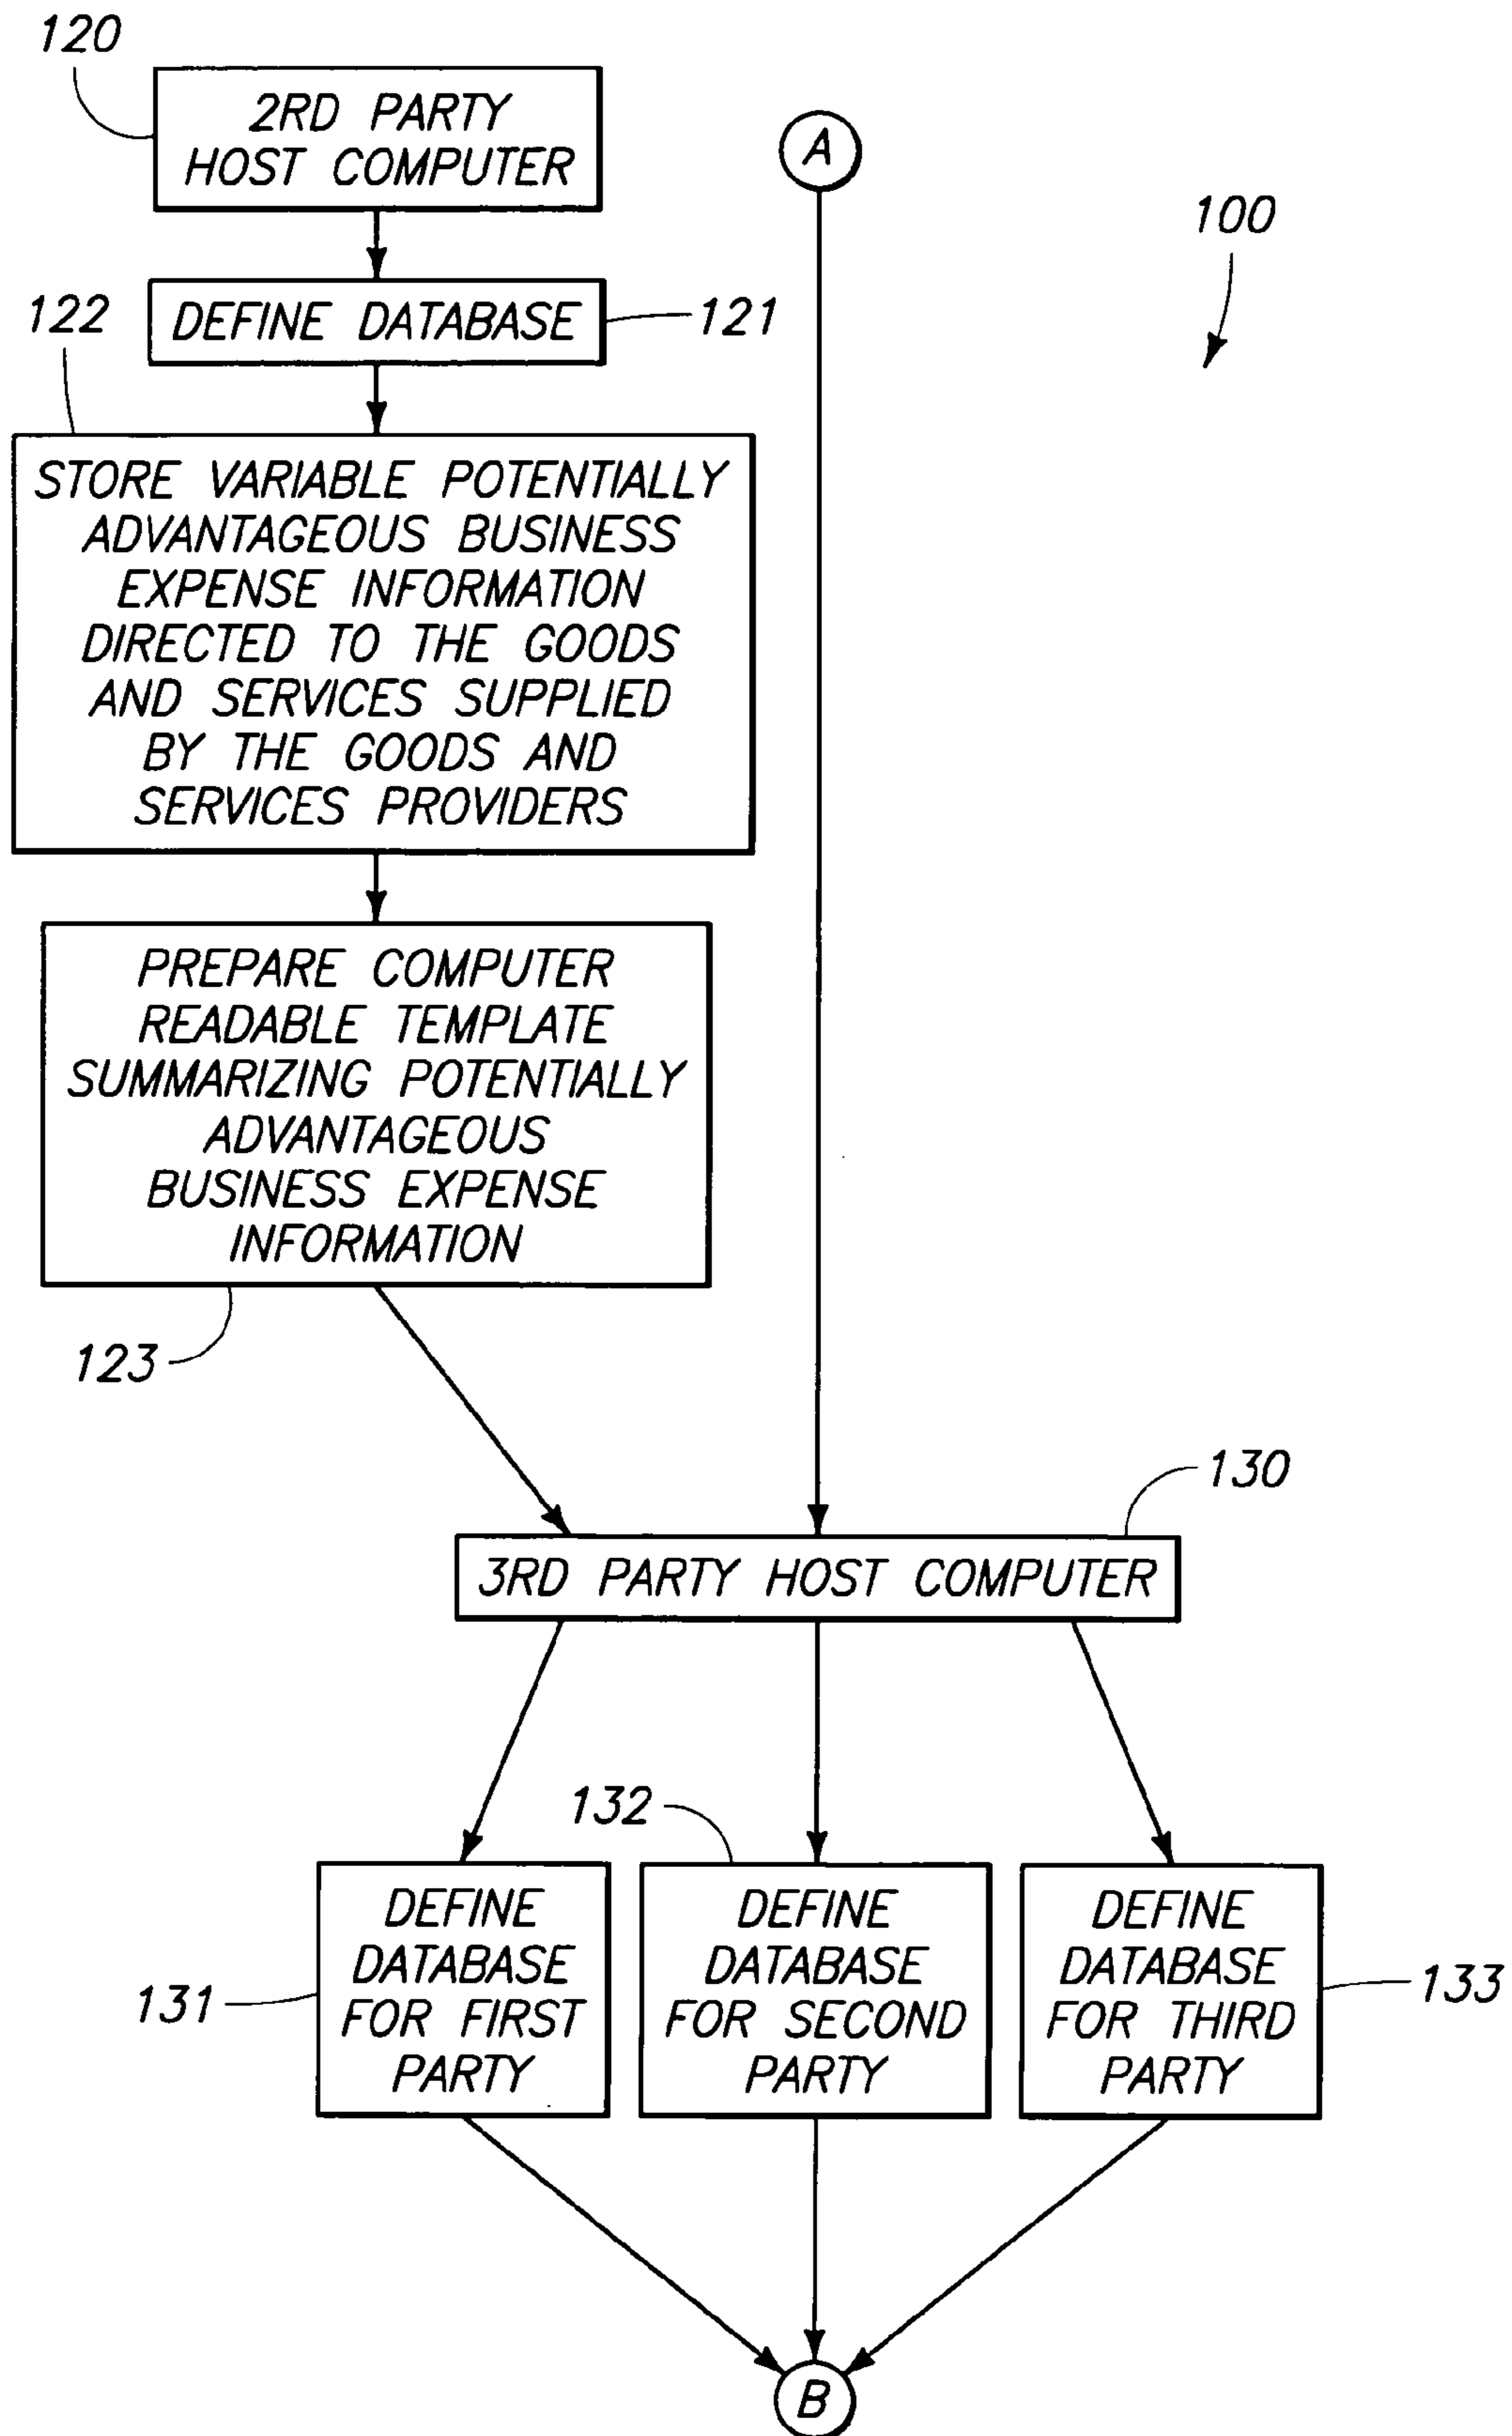 120
2RD PARTY
HOST COMPUTER
A
100
122
DEFINE DATABASE
121
STORE VARIABLE POTENTIALLY
ADVANTAGEOUS BUSINESS
EXPENSE INFORMATION
DIRECTED TO THE GOODS
AND SERVICES SUPPLIED
BY THE GOODS AND
SERVICES PROVIDERS
PREPARE COMPUTER
READABLE TEMPLATE
SUMMARIZING POTENTIALLY
ADVANTAGEOUS
BUSINESS EXPENSE
INFORMATION
123
130
3RD PARTY HOST COMPUTER
132
131
DEFINE
DATABASE
FOR FIRST
PARTY
DEFINE
DATABASE
FOR SECOND
PARTY
DEFINE
DATABASE
FOR THIRD
PARTY
133
B